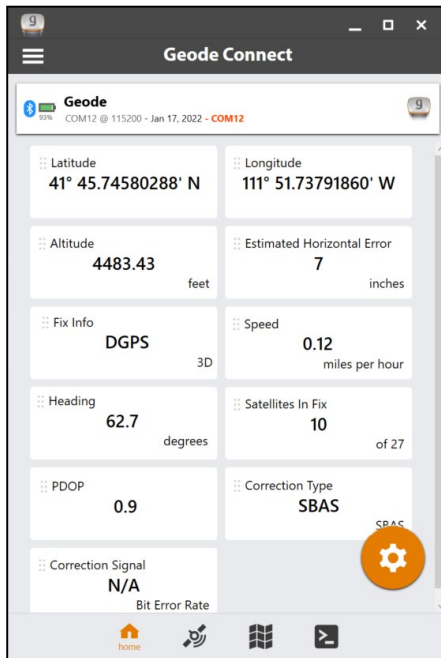 g
Geode Connect
Geode
g
93%
COM12 @ 115200 - Jan 17, 2022 - COM12
Latitude
41° 45.74580288' N
Longitude
111° 51.73791860' W
Altitude
4483.43
feet
Estimated Horizontal Error
7
inches
Fix Info
DGPS
3D
Speed
0.12
miles per hour
Heading
62.7
degrees
Satellites In Fix
10
of 27
PDOP
0.9
Correction Type
SBAS
SBAS
Correction Signal
N/A
Bit Error Rate
home